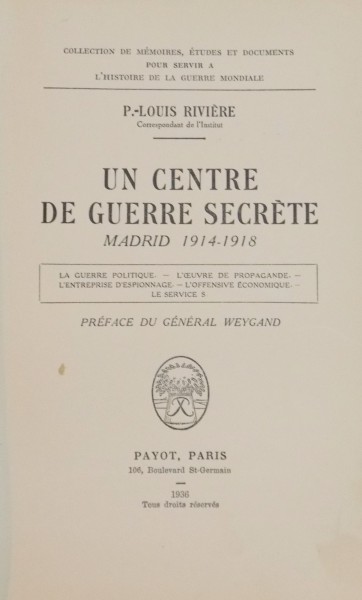 COLLECTION DE MÉMOIRES, ÉTUDES ET DOCUMENTS
POUR SERVIR A
L'HISTOIRE DE LA GUERRE MONDIALE
P.-LOUIS RIVIÈRE
Correspondant de l'Institut
UN CENTRE
DE GUERRE SECRÈTE
MADRID 1914-1918
LA GUERRE POLITIQUE. — L'ŒUVRE DE PROPAGANDE. —
L'ENTREPRISE D'ESPIONNAGE. — L'OFFENSIVE ÉCONOMIQUE. —
LE SERVICE S
PRÉFACE DU GÉNÉRAL WEYGAND
PAYOT, PARIS
106, Boulevard St-Germain
1936
Tous droits réservés